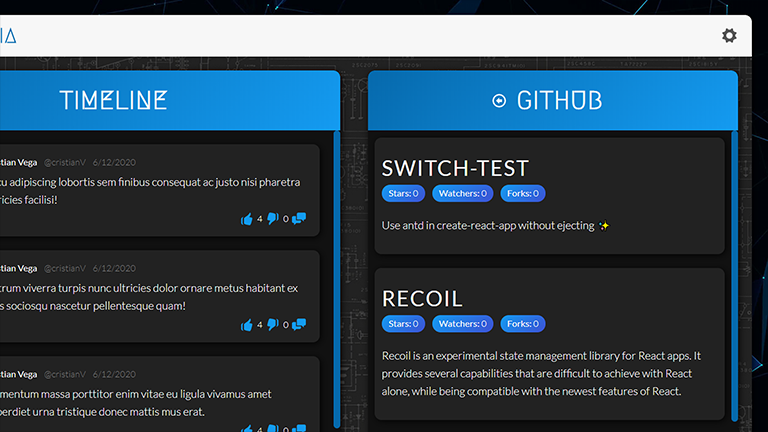 IA
TIMELINE
GITHUB
tian Vega @cristianV 6/12/2020
cu adipiscing lobortis sem finibus consequat ac justo nisi pharetra
ricies facilisi!
4 0
tian Vega @cristianV 6/12/2020
trum viverra turpis nunc ultricies dolor ornare metus habitant ex
s sociosqu nascetur pellentesque quam!
4 0
tian Vega @cristianV 6/12/2020
mentum massa porttitor enim vitae eu ligula vivamus amet
perdiet urna tristique donec mattis mus erat.
4 0
SWITCH-TEST
Stars: 0 Watchers: 0 Forks: 0
Use antd in create-react-app without ejecting ✨
RECOIL
Stars: 0 Watchers: 0 Forks: 0
Recoil is an experimental state management library for React apps. It
provides several capabilities that are difficult to achieve with React
alone, while being compatible with the newest features of React.